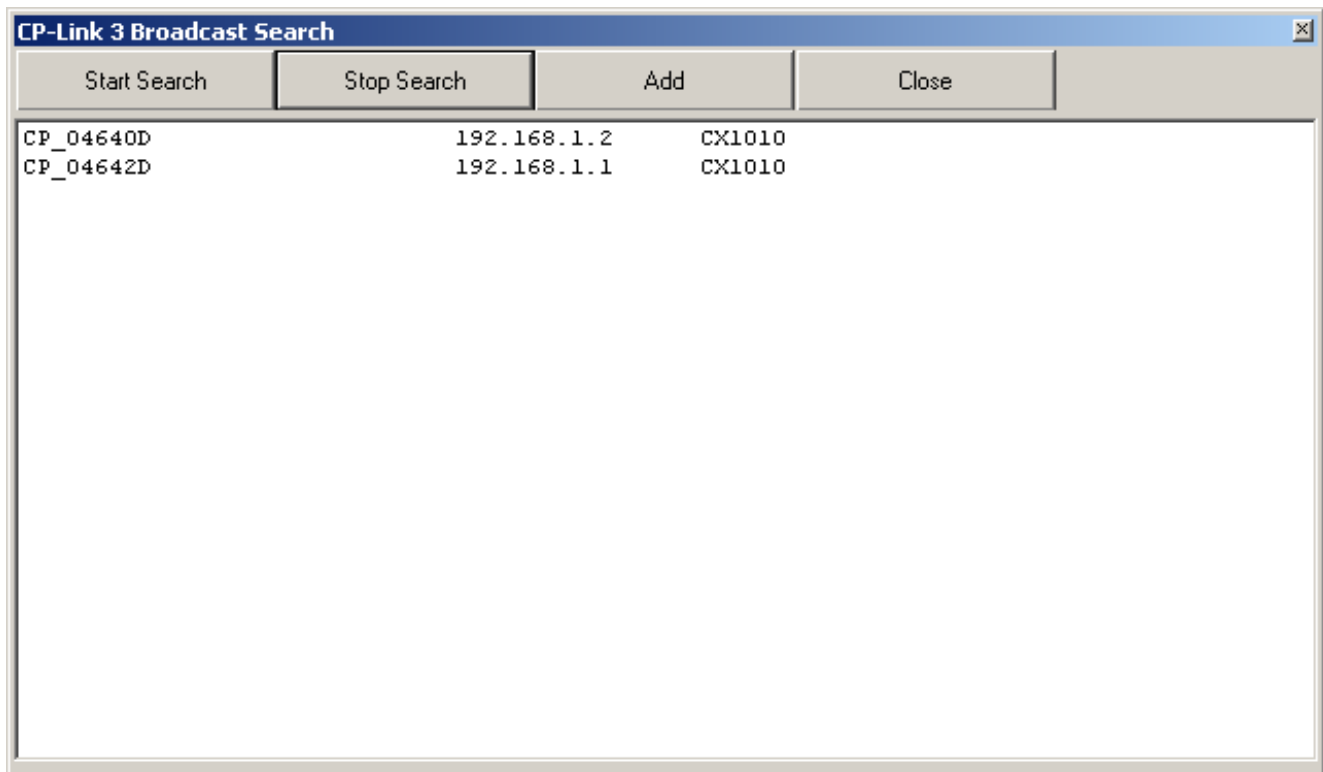 CP-Link 3 Broadcast Search
Start Search Stop Search Add Close
CP_04640D 192.168.1.2 CX1010
CP_04642D 192.168.1.1 CX1010